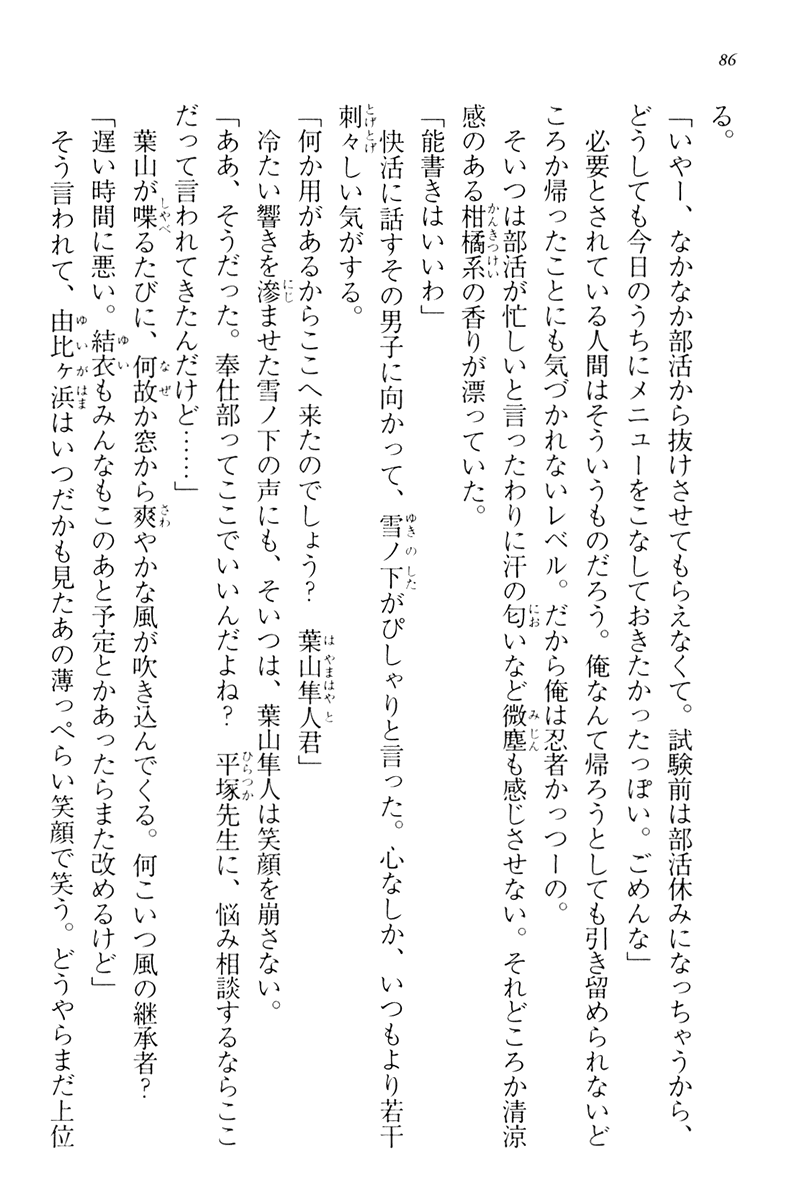 86
る。
「いやー、なかなか部活から抜けさせてもらえなくて。試験前は部活休みになっちゃうから、
どうしても今日のうちにメニューをこなしておきたかったっぽい。ごめんな」
必要とされている人間はそういうものだろう。俺なんて帰ろうとしても引き留められないど
ころか帰ったことにも気づかれないレベル。だから俺は忍者かっつーの。
そいつは部活が忙しいと言ったわりに汗の匂いなど微塵も感じさせない。それどころか清涼
感のある柑橘系の香りが漂っていた。
「能書きはいいわ」
快活に話すその男子に向かって、雪ノ下がぴしゃりと言った。心なしか、いつもより若干
刺々しい気がする。
「何か用があるからここへ来たのでしょう？　葉山隼人君」
冷たい響きを滲ませた雪ノ下の声にも、そいつは、葉山隼人は笑顔を崩さない。
「ああ、そうだった。奉仕部ってここでいいんだよね？　平塚先生に、悩み相談するならここ
だって言われてきたんだけど……」
葉山が喋るたびに、何故か窓から爽やかな風が吹き込んでくる。何こいつ風の継承者？
「遅い時間に悪い。結衣もみんなもこのあと予定とかあったらまた改めるけど」
そう言われて、由比ヶ浜はいつだかも見たあの薄っぺらい笑顔で笑う。どうやらまだ上位